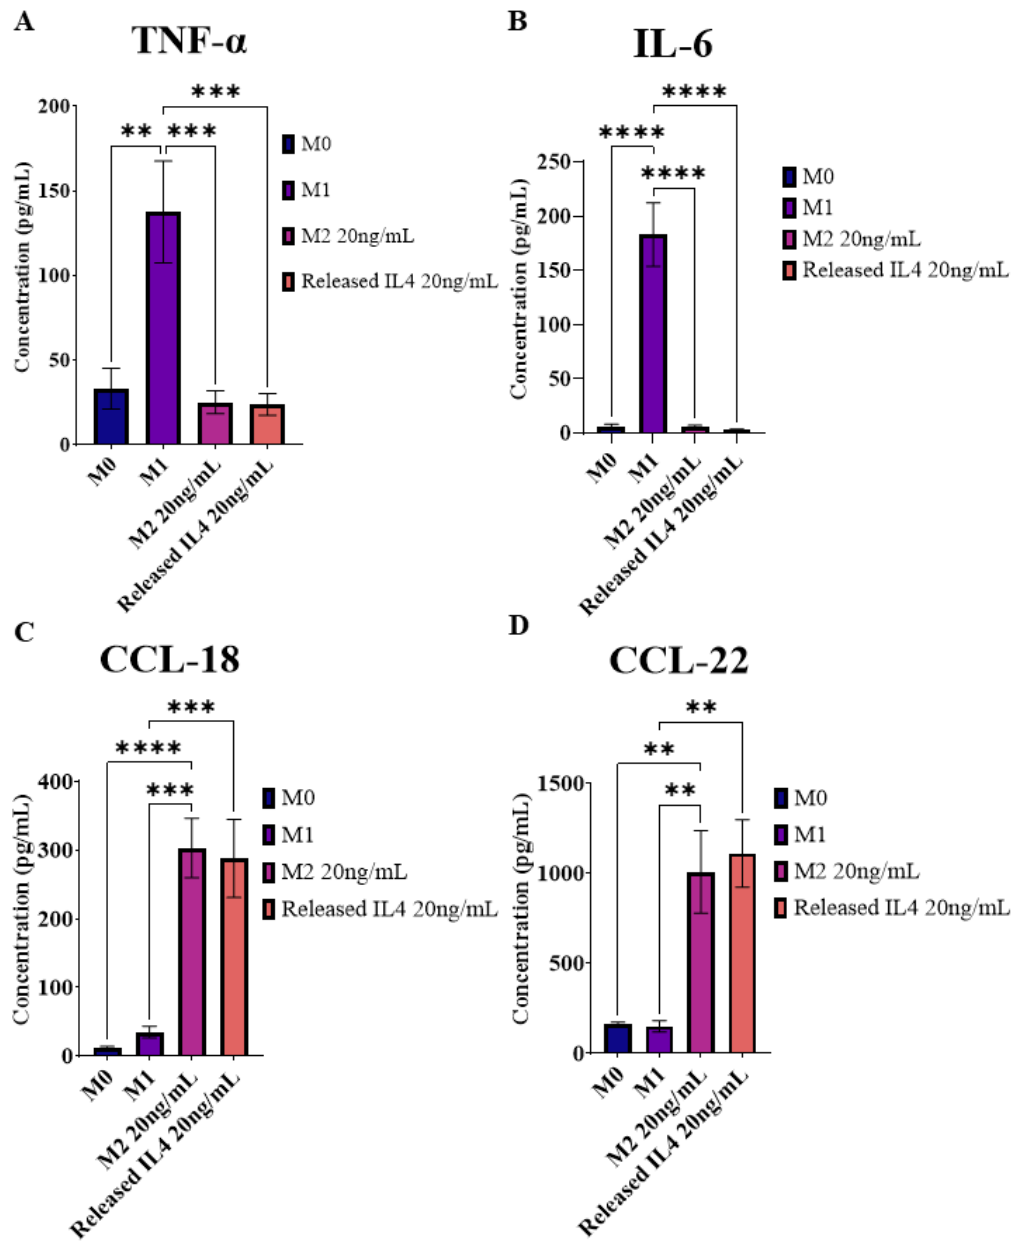 A
TNF-α
***
** ***
200
150
100
50
0
Concentration (pg/mL)
M0
M1
M2 20ng/mL
Released IL4 20ng/mL
M0
M1
M2 20ng/mL
Released IL4 20ng/mL
B
IL-6
****
****
****
250
200
150
100
50
0
Concentration (pg/mL)
M0
M1
M2 20ng/mL
Released IL4 20ng/mL
M0
M1
M2 20ng/mL
Released IL4 20ng/mL
C
CCL-18
***
****
***
400
300
200
100
0
Concentration (pg/mL)
M0
M1
M2 20ng/mL
Released IL4 20ng/mL
M0
M1
M2 20ng/mL
Released IL4 20ng/mL
D
CCL-22
**
**
**
1500
1000
500
0
Concentration (pg/mL)
M0
M1
M2 20ng/mL
Released IL4 20ng/mL
M0
M1
M2 20ng/mL
Released IL4 20ng/mL